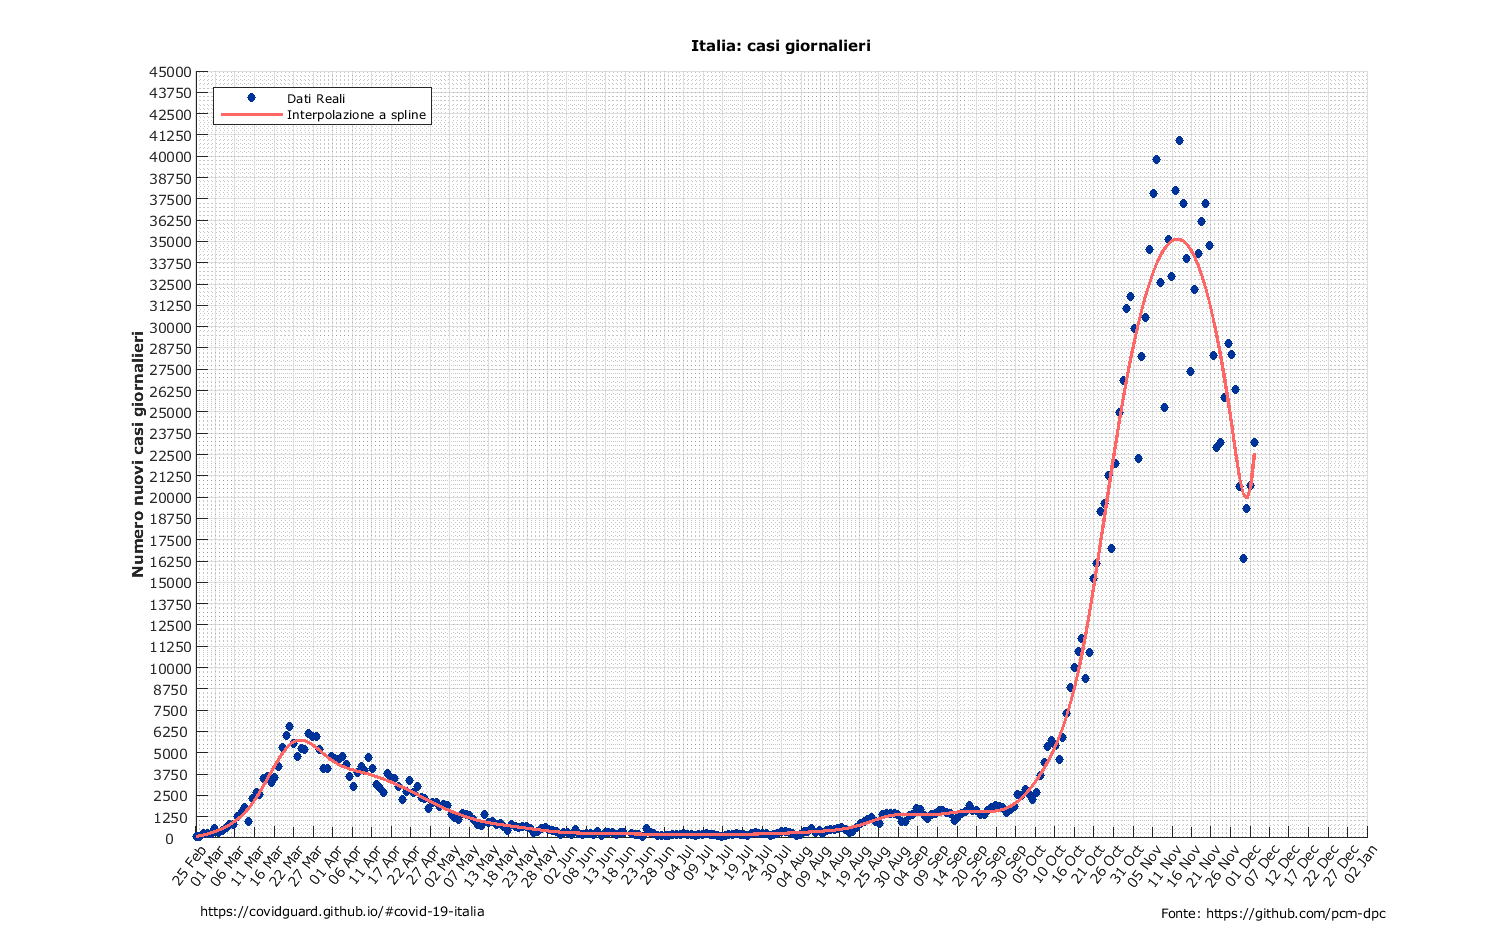 Italia: casi giornalieri
Dati Reali
Interpolazione a spline
Numero nuovi casi giornalieri
45000
43750
42500
41250
40000
38750
37500
36250
35000
33750
32500
31250
30000
28750
27500
26250
25000
23750
22500
21250
20000
18750
17500
16250
15000
13750
12500
11250
10000
8750
7500
6250
5000
3750
2500
1250
0
25 Feb
01 Mar
06 Mar
11 Mar
16 Mar
22 Mar
27 Mar
01 Apr
06 Apr
11 Apr
17 Apr
22 Apr
27 Apr
02 May
07 May
13 May
18 May
23 May
28 May
02 Jun
08 Jun
13 Jun
18 Jun
23 Jun
28 Jun
04 Jul
09 Jul
14 Jul
19 Jul
24 Jul
30 Jul
04 Aug
09 Aug
14 Aug
19 Aug
25 Aug
30 Aug
04 Sep
09 Sep
14 Sep
20 Sep
25 Sep
30 Sep
05 Oct
10 Oct
16 Oct
21 Oct
26 Oct
31 Oct
05 Nov
11 Nov
16 Nov
21 Nov
26 Nov
01 Dec
07 Dec
12 Dec
17 Dec
22 Dec
27 Dec
02 Jan
https://covidguard.github.io/#covid-19-italia
Fonte: https://github.com/pcm-dpc